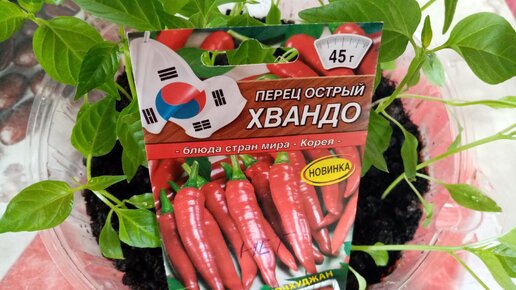 45 г
ПЕРЕЦ ОСТРЫЙ
ХВАНДО
- блюда стран мира - Корея -
НОВИНКА